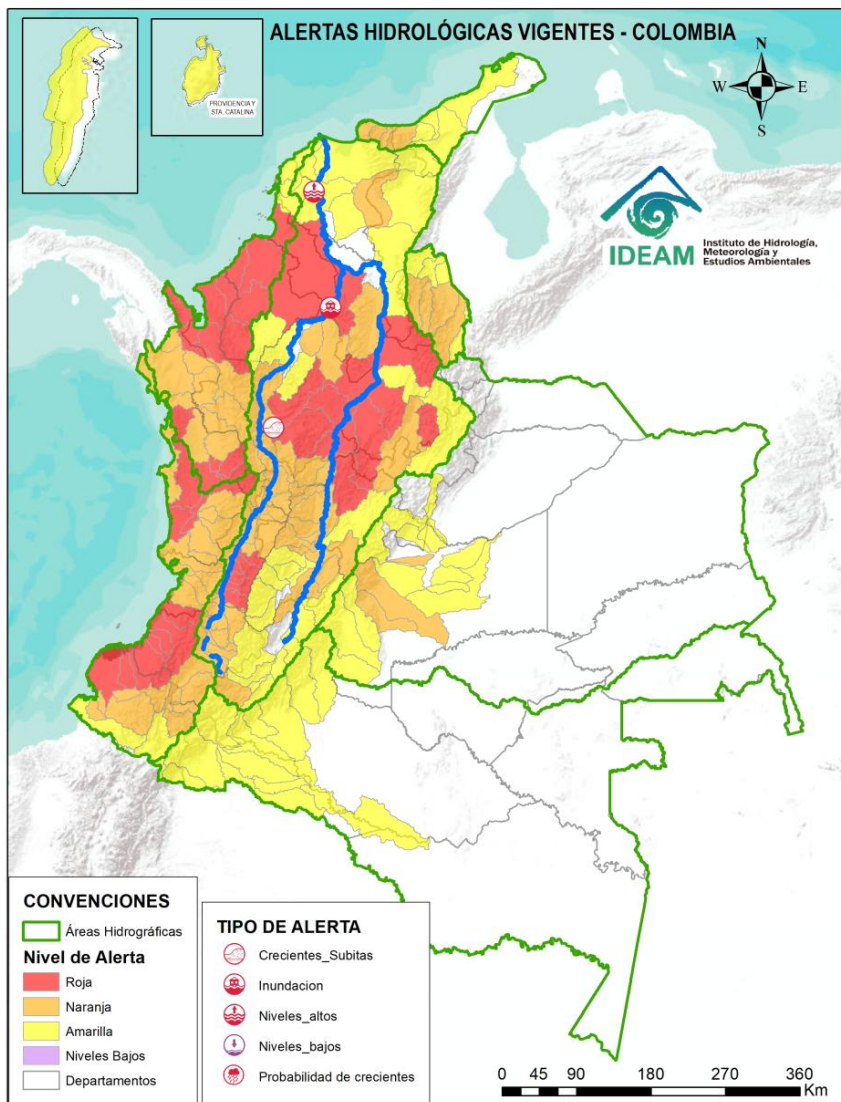 ALERTAS HIDROLÓGICAS VIGENTES - COLOMBIA
PROVIDENCIA Y
STA. CATALINA
N
W
E
S
IDEAM
Instituto de Hidrología,
Meteorología y
Estudios Ambientales
CONVENCIONES
Áreas Hidrográficas
Nivel de Alerta
Roja
Naranja
Amarilla
Niveles Bajos
Departamentos
TIPO DE ALERTA
Crecientes_Subitas
Inundacion
Niveles_altos
Niveles_bajos
Probabilidad de crecientes
0 45 90 180 270 360
Km